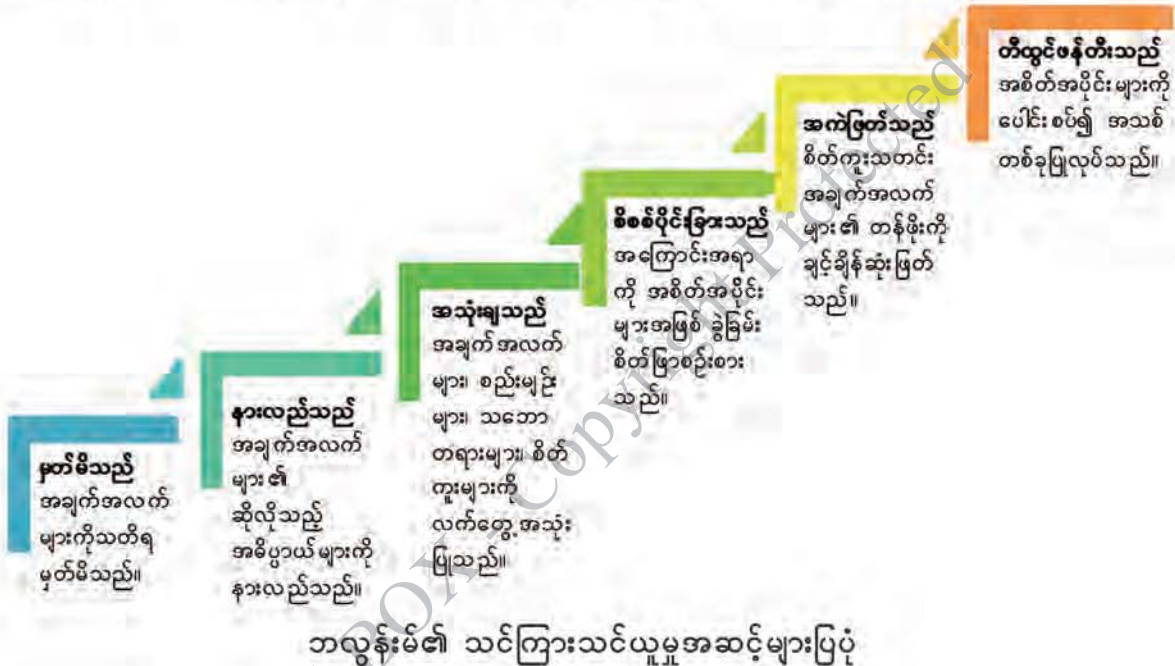 မှတ်မိသည်
အချက်အလက်
များကိုသတိရ
မှတ်မိသည်။
နားလည်သည်
အချက်အလက်
များ၏
ဆိုလိုသည့်
အဓိပ္ပာယ်များကို
နားလည်သည်။
အသုံးချသည်
အချက်အလက်
များ၊ စည်းမျဉ်း
များ၊ သဘော
တရားများ၊ စိတ်
ကူးများကို
လက်တွေ့ အသုံး
ပြုသည်။
စိစစ်ပိုင်းခြားသည်
အကြောင်းအရာ
ကို အစိတ်အပိုင်း
များအဖြစ် ခွဲခြမ်း
စိတ်ဖြာစဉ်းစား
သည်။
အကဲဖြတ်သည်
စိတ်ကူးသတင်း
အချက်အလက်
များ၏ တန်ဖိုးကို
ချင့်ချိန်ဆုံးဖြတ်
သည်။
တီထွင်ဖန်တီးသည်
အစိတ်အပိုင်းများကို
ပေါင်းစပ်၍ အသစ်
တစ်ခုပြုလုပ်သည်။
ဘလွန်းမ်၏ သင်ကြားသင်ယူမှုအဆင့်များပြပုံ
BOX Copyright Protected